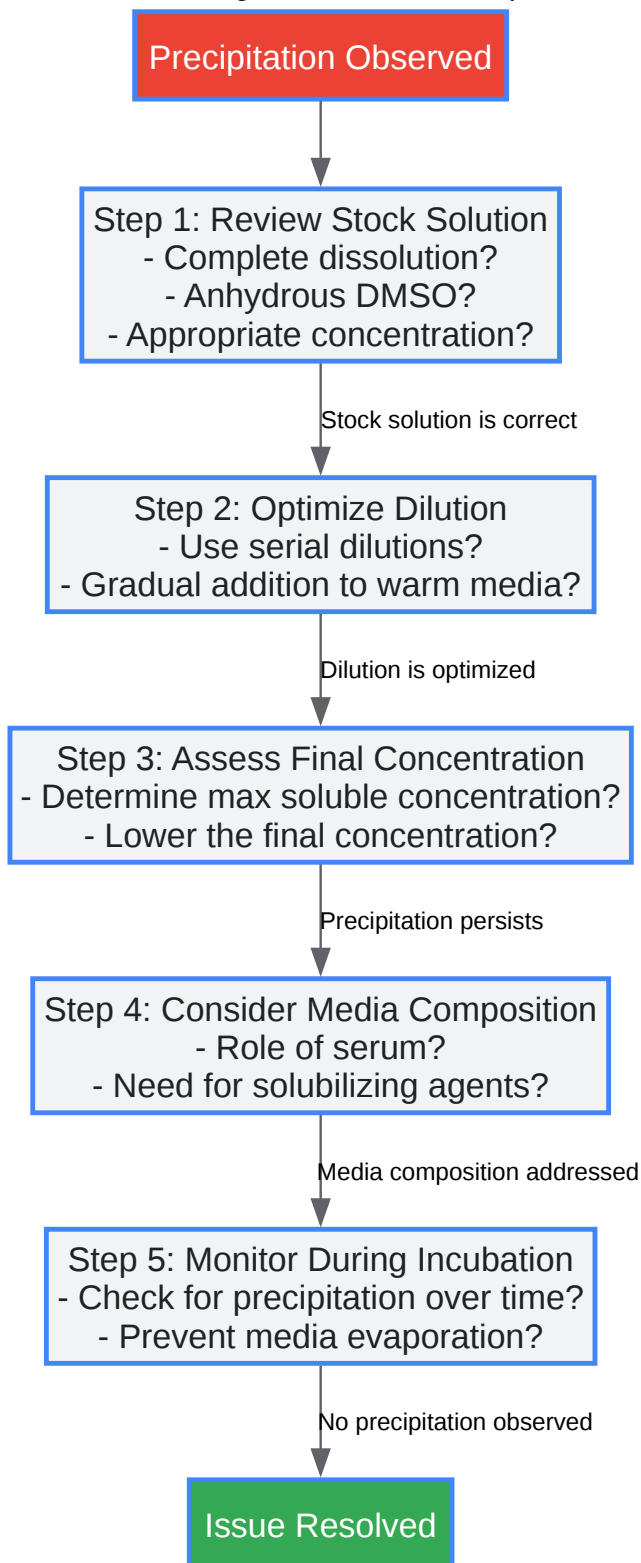 Precipitation Observed
Step 1: Review Stock Solution
- Complete dissolution?
- Anhydrous DMSO?
- Appropriate concentration?
Stock solution is correct
Step 2: Optimize Dilution
- Use serial dilutions?
- Gradual addition to warm media?
Dilution is optimized
Step 3: Assess Final Concentration
- Determine max soluble concentration?
- Lower the final concentration?
Precipitation persists
Step 4: Consider Media Composition
- Role of serum?
- Need for solubilizing agents?
Media composition addressed
Step 5: Monitor During Incubation
- Check for precipitation over time?
- Prevent media evaporation?
No precipitation observed
Issue Resolved